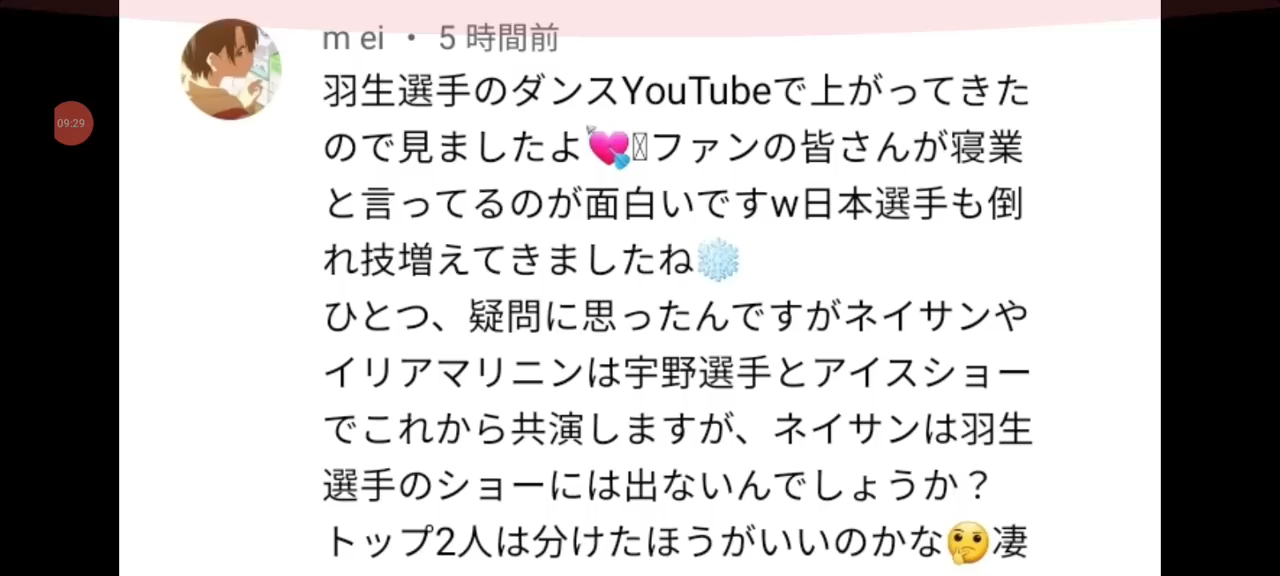 m ei ・ 5 時間前
09:29
羽生選手のダンスYouTubeで上がってきた
ので見ましたよ💘ファンの皆さんが寝業
と言ってるのが面白いですw日本選手も倒
れ技増えてきましたね❄️
ひとつ、疑問に思ったんですがネイサンや
イリアマリニンは宇野選手とアイスショー
でこれから共演しますが、ネイサンは羽生
選手のショーには出ないんでしょうか？
トップ2人は分けたほうがいいのかな🤔凄